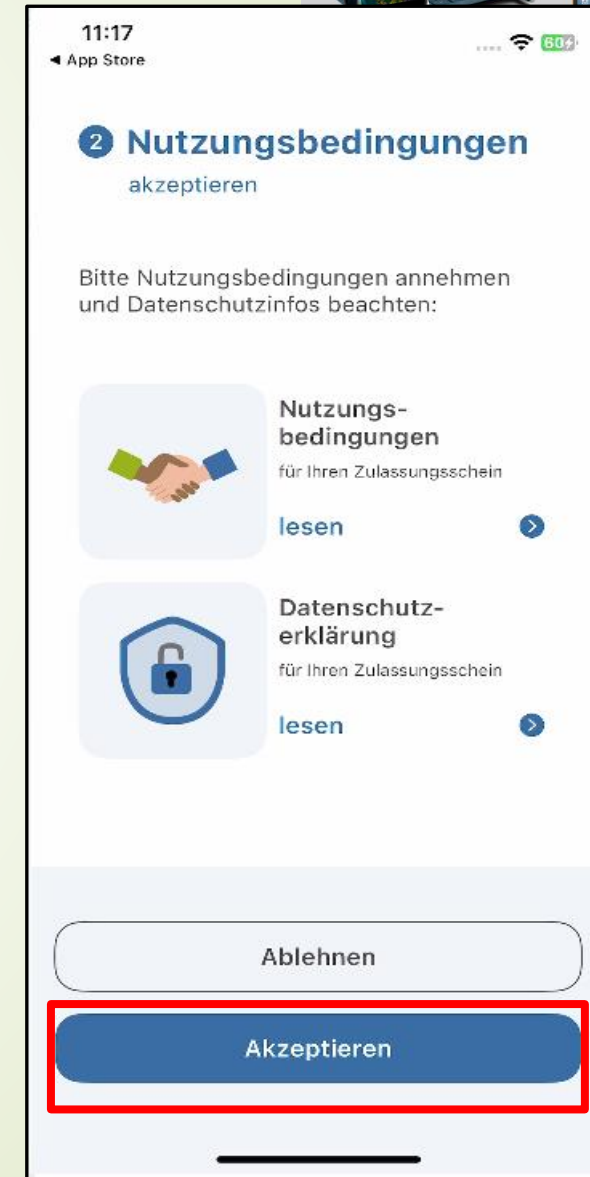 11:17
◀ App Store
60
2 Nutzungsbedingungen
akzeptieren
Bitte Nutzungsbedingungen annehmen
und Datenschutzinfos beachten:
Nutzungs-
bedingungen
für Ihren Zulassungsschein
lesen
Datenschutz-
erklärung
für Ihren Zulassungsschein
lesen
Ablehnen
Akzeptieren